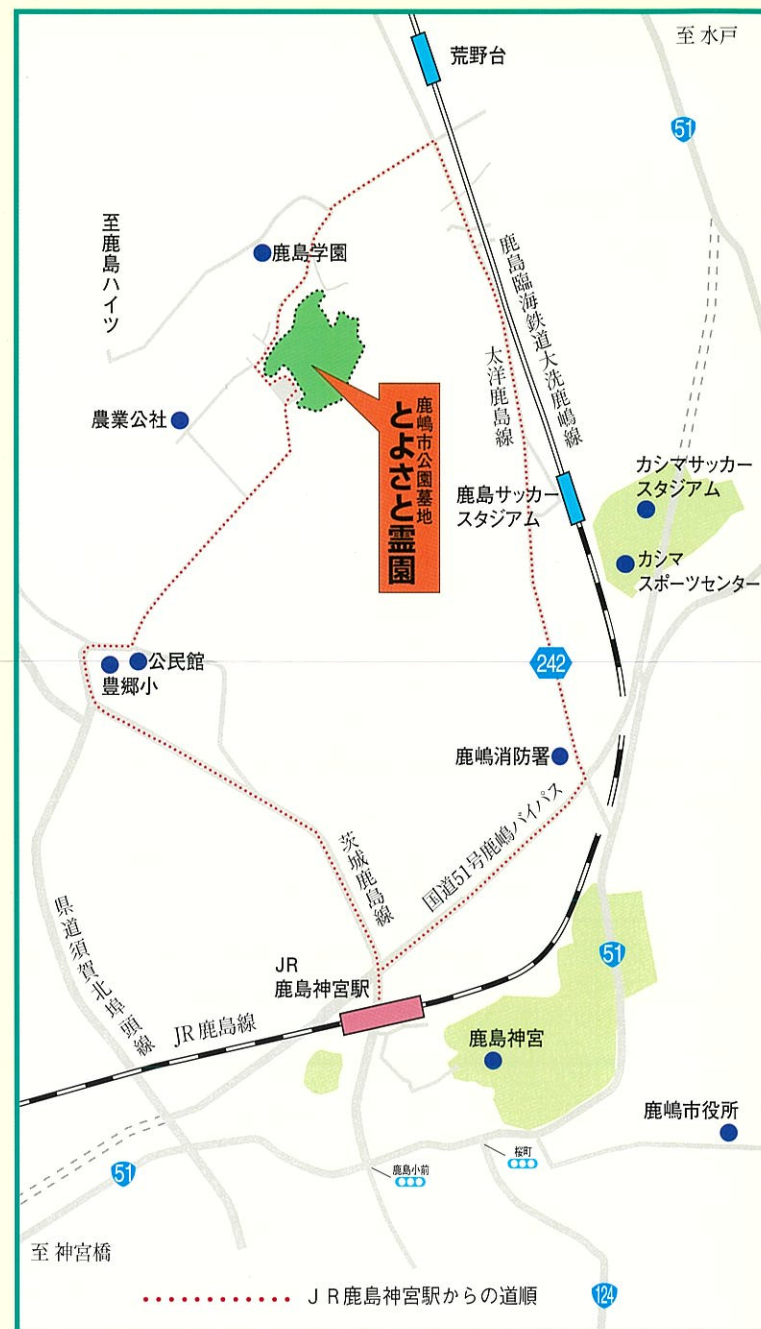 至 水戸
荒野台
51
至鹿島ハイツ
鹿島学園
鹿島臨海鉄道大洗鹿嶋線
太洋鹿島線
農業公社
鹿嶋市公園墓地
とよさと霊園
鹿島サッカー
スタジアム
カシマサッカー
スタジアム
カシマ
スポーツセンター
公民館
豊郷小
242
鹿嶋消防署
国道51号鹿嶋バイパス
茨城鹿島線
県道須賀北埠頭線
JR
鹿島神宮駅
JR鹿島線
51
鹿島神宮
鹿嶋市役所
桜町
鹿島小前
51
至 神宮橋
124
JR鹿島神宮駅からの道順